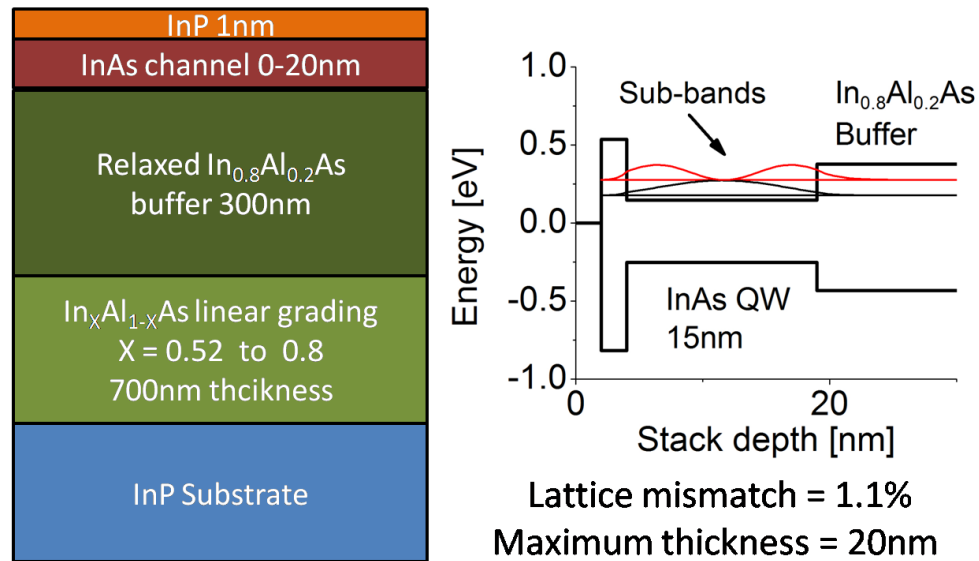 InP 1nm
InAs channel 0-20nm
Relaxed In₀.₈Al₀.₂As
buffer 300nm
InₓAl₁₋ₓAs linear grading
X = 0.52 to 0.8
700nm thcikness
InP Substrate
1.0
0.5
0.0
-0.5
-1.0
Energy [eV]
Sub-bands
In₀.₈Al₀.₂As
Buffer
InAs QW
15nm
0
20
Stack depth [nm]
Lattice mismatch = 1.1%
Maximum thickness = 20nm